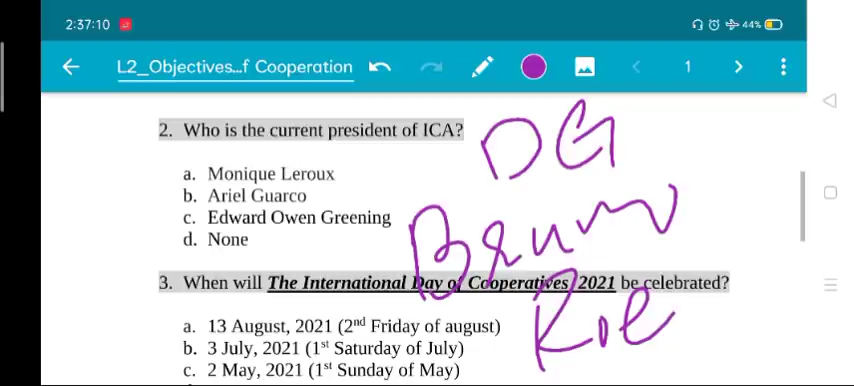 2:37:10 44%
L2_Objectives...f Cooperation 1
2. Who is the current president of ICA?
DG
a. Monique Leroux
b. Ariel Guarco
c. Edward Owen Greening
Bruno
d. None
3. When will The International Day of Cooperatives, 2021 be celebrated?
Roe
a. 13 August, 2021 (2nd Friday of august)
b. 3 July, 2021 (1st Saturday of July)
c. 2 May, 2021 (1st Sunday of May)